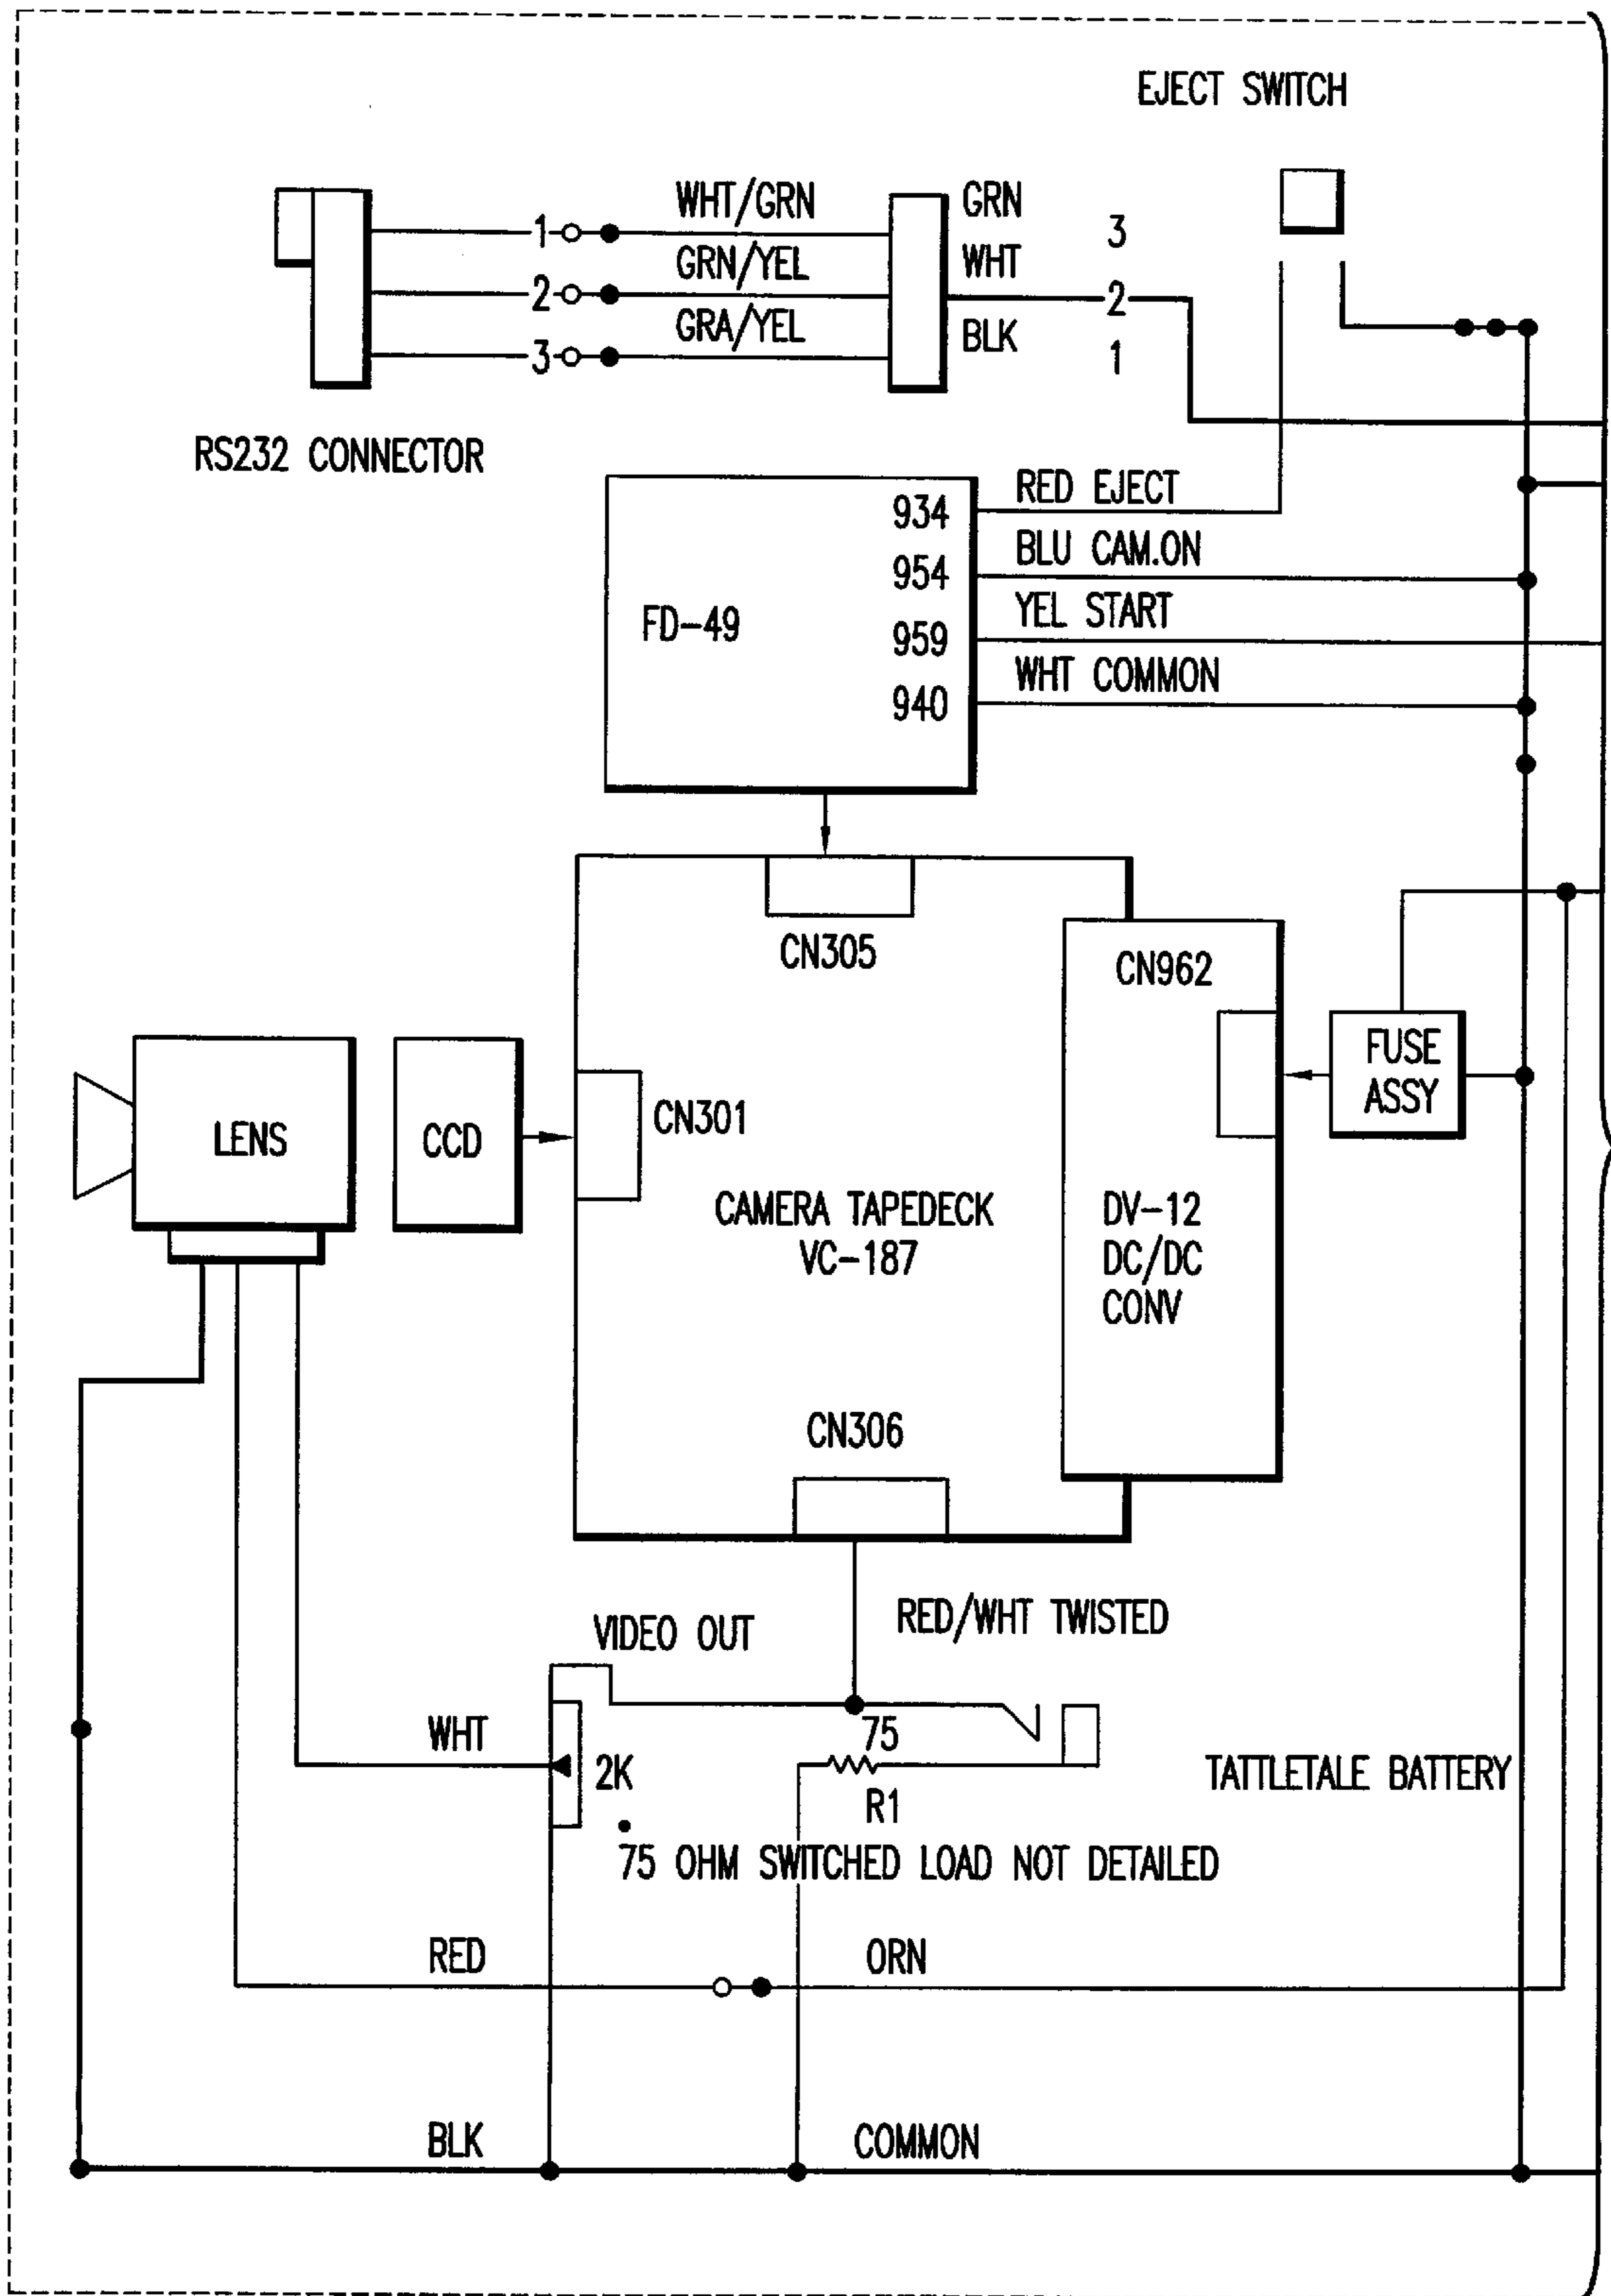 EJECT SWITCH
WHT/GRN
GRN
1
3
GRN/YEL
WHT
2
2
GRA/YEL
BLK
3
1
RS232 CONNECTOR
934
RED EJECT
954
BLU CAM.ON
FD-49
959
YEL START
940
WHT COMMON
CN305
CN962
FUSE
ASSY
LENS
CCD
CN301
CAMERA TAPEDECK
VC-187
DV-12
DC/DC
CONV
CN306
VIDEO OUT
RED/WHT TWISTED
WHT
2K
75
R1
TATTLETALE BATTERY
75 OHM SWITCHED LOAD NOT DETAILED
RED
ORN
BLK
COMMON